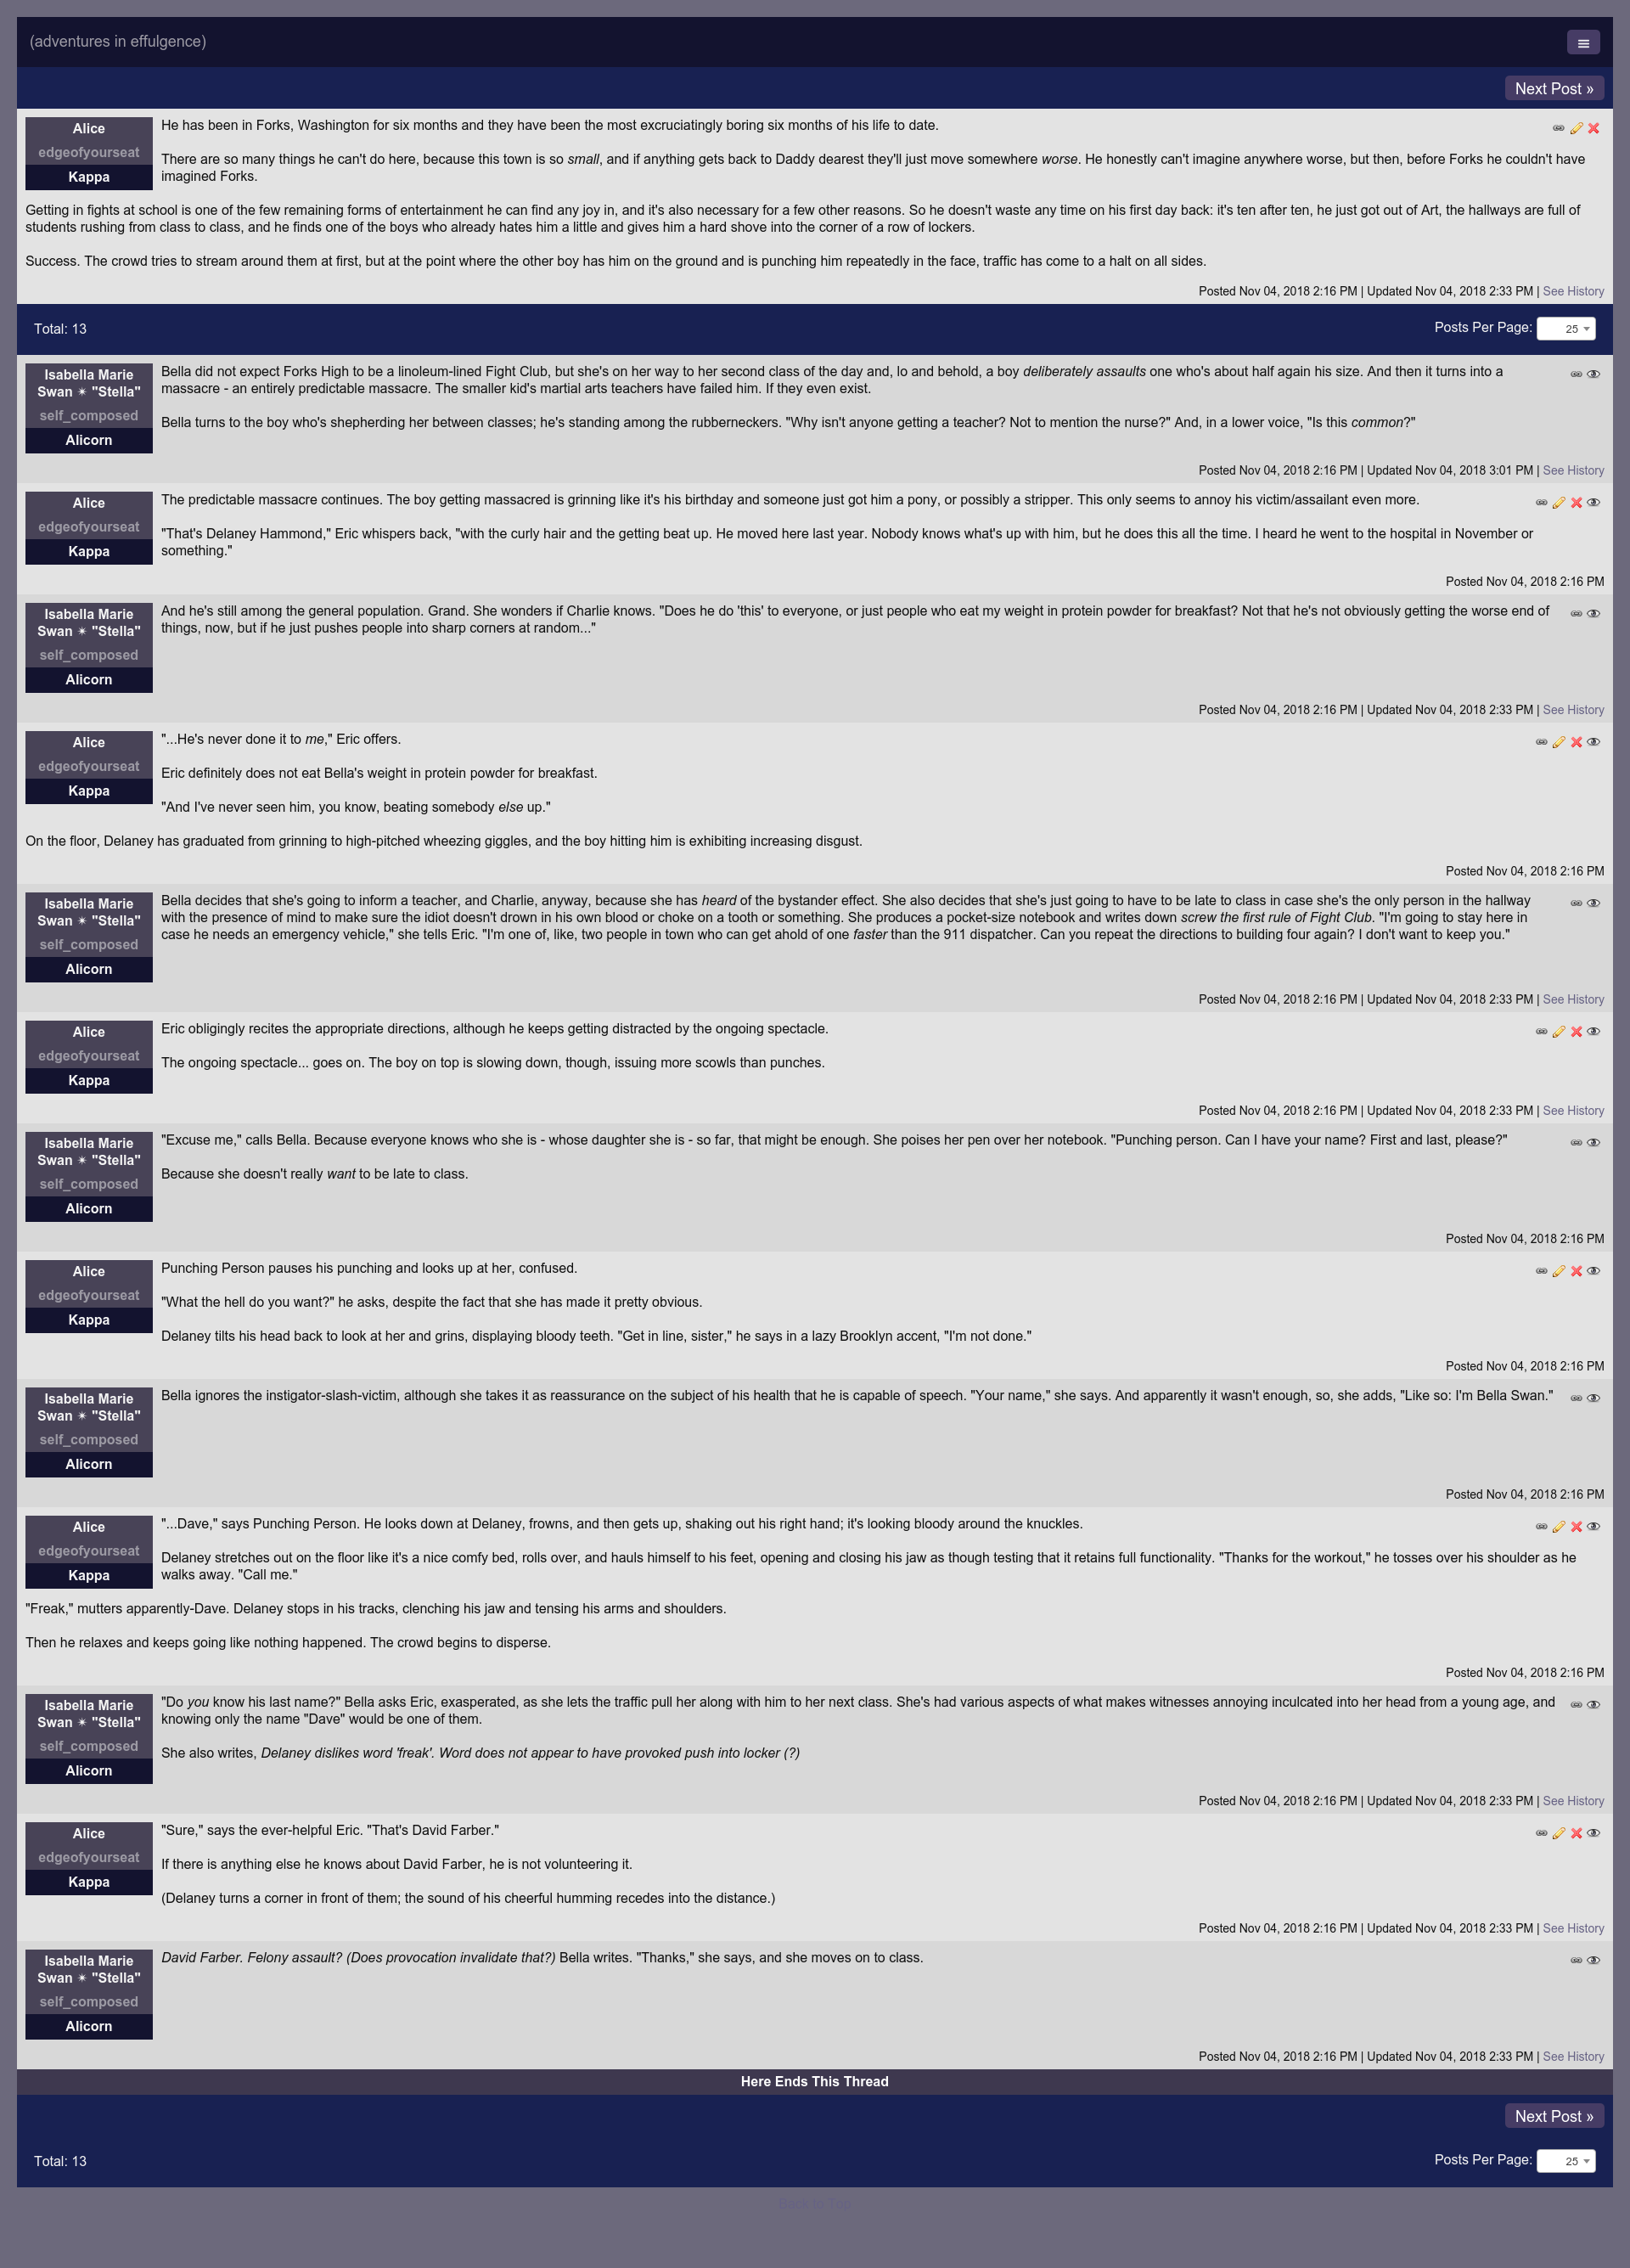 (adventures in effulgence)
Next Post »
Alice
edgeofyourseat
Kappa
He has been in Forks, Washington for six months and they have been the most excruciatingly boring six months of his life to date.
There are so many things he can't do here, because this town is so small, and if anything gets back to Daddy dearest they'll just move somewhere worse. He honestly can't imagine anywhere worse, but then, before Forks he couldn't have
imagined Forks.
Getting in fights at school is one of the few remaining forms of entertainment he can find any joy in, and it's also necessary for a few other reasons. So he doesn't waste any time on his first day back: it's ten after ten, he just got out of Art, the hallways are full of
students rushing from class to class, and he finds one of the boys who already hates him a little and gives him a hard shove into the corner of a row of lockers.
Success. The crowd tries to stream around them at first, but at the point where the other boy has him on the ground and is punching him repeatedly in the face, traffic has come to a halt on all sides.
Posted Nov 04, 2018 2:16 PM | Updated Nov 04, 2018 2:33 PM | See History
Total: 13
Posts Per Page: 25
Isabella Marie
Swan ✴ "Stella"
self_composed
Alicorn
Bella did not expect Forks High to be a linoleum-lined Fight Club, but she's on her way to her second class of the day and, lo and behold, a boy deliberately assaults one who's about half again his size. And then it turns into a
massacre - an entirely predictable massacre. The smaller kid's martial arts teachers have failed him. If they even exist.
Bella turns to the boy who's shepherding her between classes; he's standing among the rubberneckers. "Why isn't anyone getting a teacher? Not to mention the nurse?" And, in a lower voice, "Is this common?"
Posted Nov 04, 2018 2:16 PM | Updated Nov 04, 2018 3:01 PM | See History
Alice
edgeofyourseat
Kappa
The predictable massacre continues. The boy getting massacred is grinning like it's his birthday and someone just got him a pony, or possibly a stripper. This only seems to annoy his victim/assailant even more.
"That's Delaney Hammond," Eric whispers back, "with the curly hair and the getting beat up. He moved here last year. Nobody knows what's up with him, but he does this all the time. I heard he went to the hospital in November or
something."
Posted Nov 04, 2018 2:16 PM
Isabella Marie
Swan ✴ "Stella"
self_composed
Alicorn
And he's still among the general population. Grand. She wonders if Charlie knows. "Does he do 'this' to everyone, or just people who eat my weight in protein powder for breakfast? Not that he's not obviously getting the worse end of
things, now, but if he just pushes people into sharp corners at random..."
Posted Nov 04, 2018 2:16 PM | Updated Nov 04, 2018 2:33 PM | See History
Alice
edgeofyourseat
Kappa
"...He's never done it to me," Eric offers.
Eric definitely does not eat Bella's weight in protein powder for breakfast.
"And I've never seen him, you know, beating somebody else up."
On the floor, Delaney has graduated from grinning to high-pitched wheezing giggles, and the boy hitting him is exhibiting increasing disgust.
Posted Nov 04, 2018 2:16 PM
Isabella Marie
Swan ✴ "Stella"
self_composed
Alicorn
Bella decides that she's going to inform a teacher, and Charlie, anyway, because she has heard of the bystander effect. She also decides that she's just going to have to be late to class in case she's the only person in the hallway
with the presence of mind to make sure the idiot doesn't drown in his own blood or choke on a tooth or something. She produces a pocket-size notebook and writes down screw the first rule of Fight Club. "I'm going to stay here in
case he needs an emergency vehicle," she tells Eric. "I'm one of, like, two people in town who can get ahold of one faster than the 911 dispatcher. Can you repeat the directions to building four again? I don't want to keep you."
Posted Nov 04, 2018 2:16 PM | Updated Nov 04, 2018 2:33 PM | See History
Alice
edgeofyourseat
Kappa
Eric obligingly recites the appropriate directions, although he keeps getting distracted by the ongoing spectacle.
The ongoing spectacle... goes on. The boy on top is slowing down, though, issuing more scowls than punches.
Posted Nov 04, 2018 2:16 PM | Updated Nov 04, 2018 2:33 PM | See History
Isabella Marie
Swan ✴ "Stella"
self_composed
Alicorn
"Excuse me," calls Bella. Because everyone knows who she is - whose daughter she is - so far, that might be enough. She poises her pen over her notebook. "Punching person. Can I have your name? First and last, please?"
Because she doesn't really want to be late to class.
Posted Nov 04, 2018 2:16 PM
Alice
edgeofyourseat
Kappa
Punching Person pauses his punching and looks up at her, confused.
"What the hell do you want?" he asks, despite the fact that she has made it pretty obvious.
Delaney tilts his head back to look at her and grins, displaying bloody teeth. "Get in line, sister," he says in a lazy Brooklyn accent, "I'm not done."
Posted Nov 04, 2018 2:16 PM
Isabella Marie
Swan ✴ "Stella"
self_composed
Alicorn
Bella ignores the instigator-slash-victim, although she takes it as reassurance on the subject of his health that he is capable of speech. "Your name," she says. And apparently it wasn't enough, so, she adds, "Like so: I'm Bella Swan."
Posted Nov 04, 2018 2:16 PM
Alice
edgeofyourseat
Kappa
"...Dave," says Punching Person. He looks down at Delaney, frowns, and then gets up, shaking out his right hand; it's looking bloody around the knuckles.
Delaney stretches out on the floor like it's a nice comfy bed, rolls over, and hauls himself to his feet, opening and closing his jaw as though testing that it retains full functionality. "Thanks for the workout," he tosses over his shoulder as he
walks away. "Call me."
"Freak," mutters apparently-Dave. Delaney stops in his tracks, clenching his jaw and tensing his arms and shoulders.
Then he relaxes and keeps going like nothing happened. The crowd begins to disperse.
Posted Nov 04, 2018 2:16 PM
Isabella Marie
Swan ✴ "Stella"
self_composed
Alicorn
"Do you know his last name?" Bella asks Eric, exasperated, as she lets the traffic pull her along with him to her next class. She's had various aspects of what makes witnesses annoying inculcated into her head from a young age, and
knowing only the name "Dave" would be one of them.
She also writes, Delaney dislikes word 'freak'. Word does not appear to have provoked push into locker (?)
Posted Nov 04, 2018 2:16 PM | Updated Nov 04, 2018 2:33 PM | See History
Alice
edgeofyourseat
Kappa
"Sure," says the ever-helpful Eric. "That's David Farber."
If there is anything else he knows about David Farber, he is not volunteering it.
(Delaney turns a corner in front of them; the sound of his cheerful humming recedes into the distance.)
Posted Nov 04, 2018 2:16 PM | Updated Nov 04, 2018 2:33 PM | See History
Isabella Marie
Swan ✴ "Stella"
self_composed
Alicorn
David Farber. Felony assault? (Does provocation invalidate that?) Bella writes. "Thanks," she says, and she moves on to class.
Posted Nov 04, 2018 2:16 PM | Updated Nov 04, 2018 2:33 PM | See History
Here Ends This Thread
Next Post »
Total: 13
Posts Per Page: 25